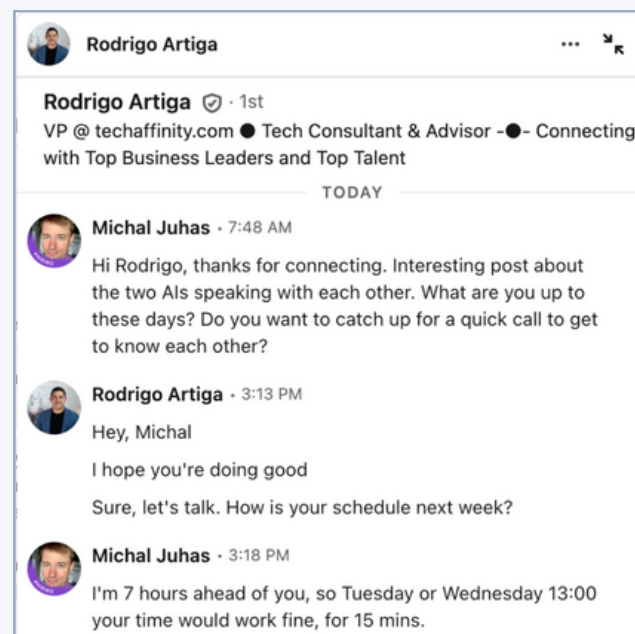 Rodrigo Artiga
Rodrigo Artiga · 1st
VP @ techaffinity.com ● Tech Consultant & Advisor -●- Connecting
with Top Business Leaders and Top Talent
TODAY
Michal Juhas • 7:48 AM
Hi Rodrigo, thanks for connecting. Interesting post about
the two AIs speaking with each other. What are you up to
these days? Do you want to catch up for a quick call to get
to know each other?
Rodrigo Artiga • 3:13 PM
Hey, Michal
I hope you're doing good
Sure, let's talk. How is your schedule next week?
Michal Juhas • 3:18 PM
I'm 7 hours ahead of you, so Tuesday or Wednesday 13:00
your time would work fine, for 15 mins.